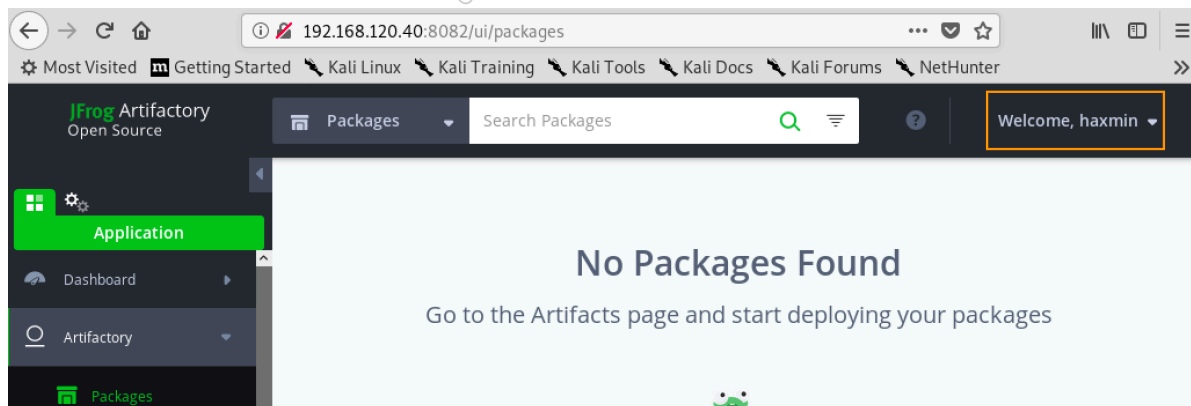 192.168.120.40:8082/ui/packages
Most Visited Getting Started Kali Linux Kali Training Kali Tools Kali Docs Kali Forums NetHunter
JFrog Artifactory
Open Source
Packages Search Packages ? Welcome, haxmin
Application
No Packages Found
Dashboard
Go to the Artifacts page and start deploying your packages
Artifactory
Packages